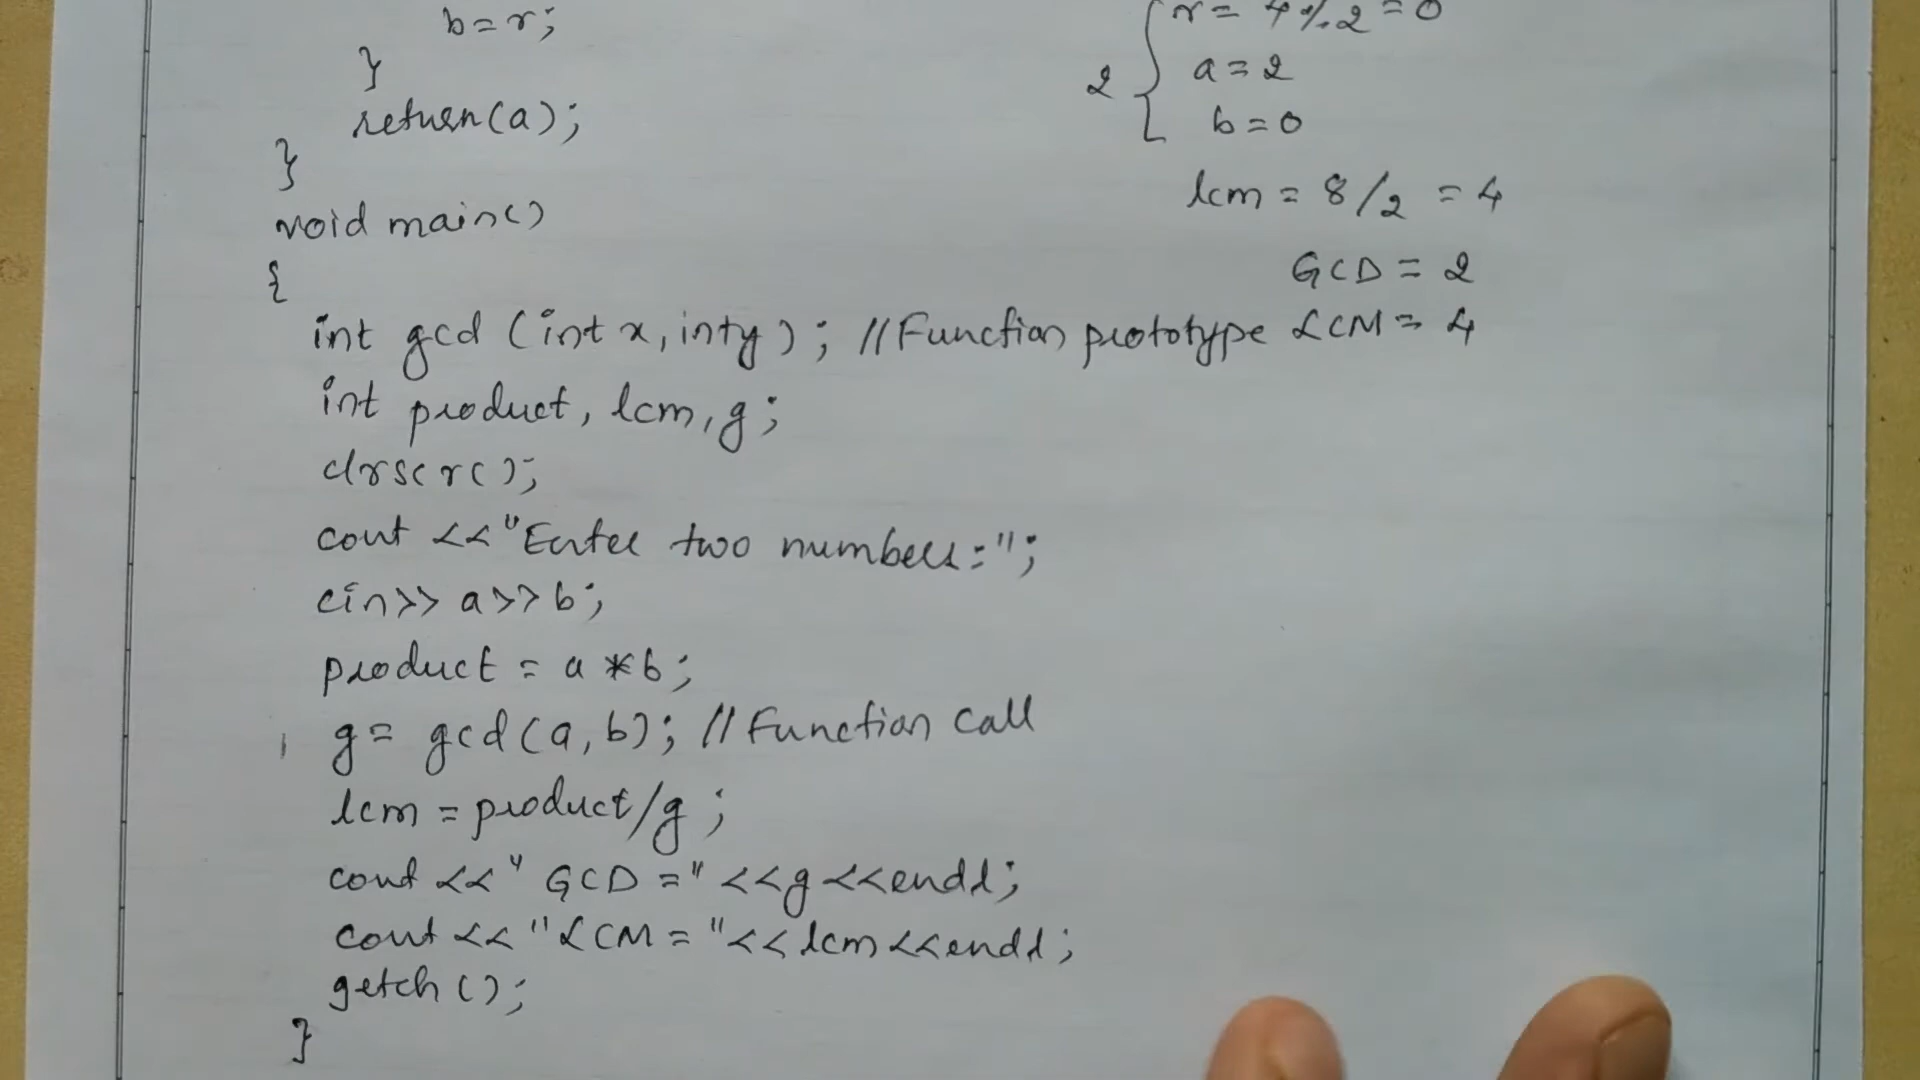 b=r;
}
return(a);
}
void main()
{
int gcd (int x, inty); //Function prototype
int product, lcm, g;
clrscr();
cout <<"Enter two numbers:";
cin>> a>>b;
product = a *b;
g= gcd(a,b); //Function call
lcm = product/g;
cout <<" GCD ="<<g<<endl;
cout <<"LCM = "<<lcm<<endl;
getch();
}
r= 4%2=0
2 { a=2
b=0
lcm = 8/2 = 4
GCD = 2
LCM = 4